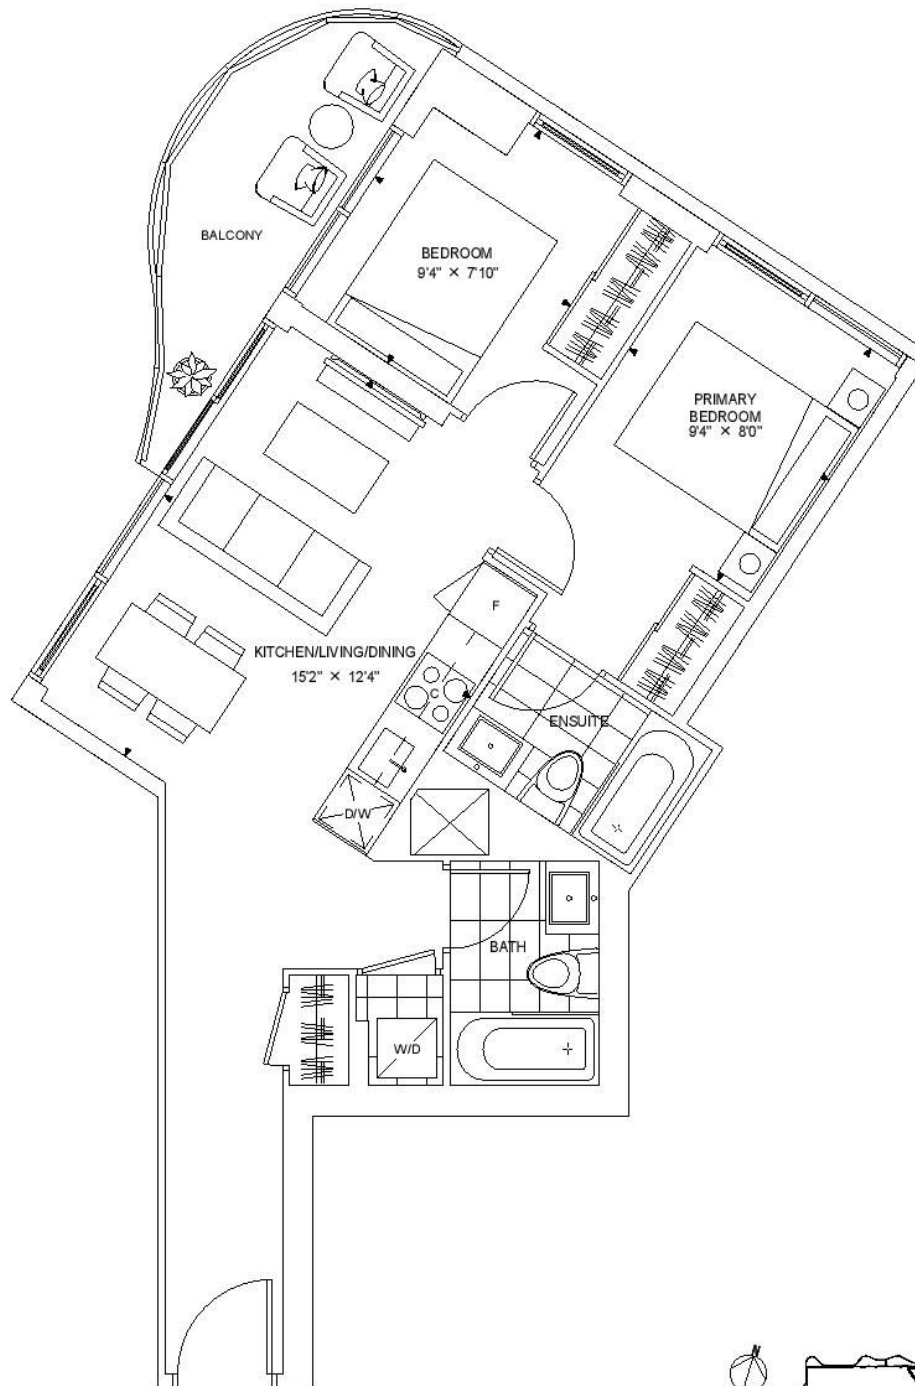 BALCONY
BEDROOM
9'4" × 7'10"
PRIMARY
BEDROOM
9'4" × 8'0"
F
KITCHEN/LIVING/DINING
15'2" × 12'4"
C
ENSUITE
D/W
BATH
W/D
N